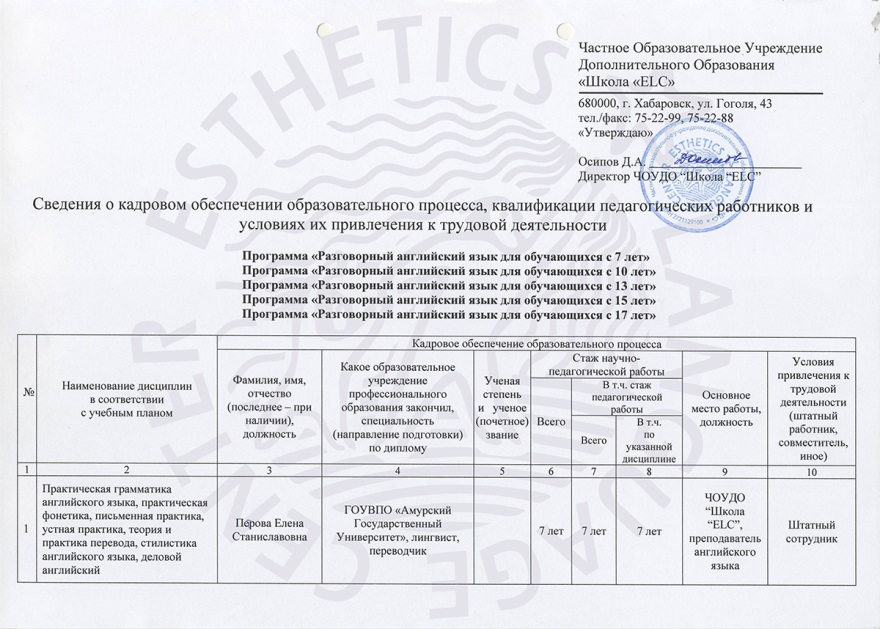 Частное Образовательное Учреждение
Дополнительного Образования
«Школа «ELC»
680000, г. Хабаровск, ул. Гоголя, 43
тел./факс: 75-22-99, 75-22-88
«Утверждаю»
Осипов Д.А.
Директор ЧОУДО “Школа “ELC”
Сведения о кадровом обеспечении образовательного процесса, квалификации педагогических работников и
условиях их привлечения к трудовой деятельности
Программа «Разговорный английский язык для обучающихся с 7 лет»
Программа «Разговорный английский язык для обучающихся с 10 лет»
Программа «Разговорный английский язык для обучающихся с 13 лет»
Программа «Разговорный английский язык для обучающихся с 15 лет»
Программа «Разговорный английский язык для обучающихся с 17 лет»
№
Наименование дисциплин
в соответствии
с учебным планом
Кадровое обеспечение образовательного процесса
Фамилия, имя,
отчество
(последнее – при
наличии),
должность
Какое образовательное
учреждение
профессионального
образования закончил,
специальность
(направление подготовки)
по диплому
Ученая
степень
и ученое
(почетное)
звание
Стаж научно-
педагогической работы
Всего
В т.ч. стаж
педагогической
работы
Всего
В т.ч.
по
указанной
дисциплине
Основное
место работы,
должность
Условия
привлечения к
трудовой
деятельности
(штатный
работник,
совместитель,
иное)
1 2 3 4 5 6 7 8 9 10
1
Практическая грамматика
английского языка, практическая
фонетика, письменная практика,
устная практика, теория и
практика перевода, стилистика
английского языка, деловой
английский
Перова Елена
Станиславовна
ГОУВПО «Амурский
Государственный
Университет», лингвист,
переводчик
7 лет
7 лет
7 лет
ЧОУДО
“Школа
“ELC”,
преподаватель
английского
языка
Штатный
сотрудник
ESTHETICS LANGUAGE CENTER